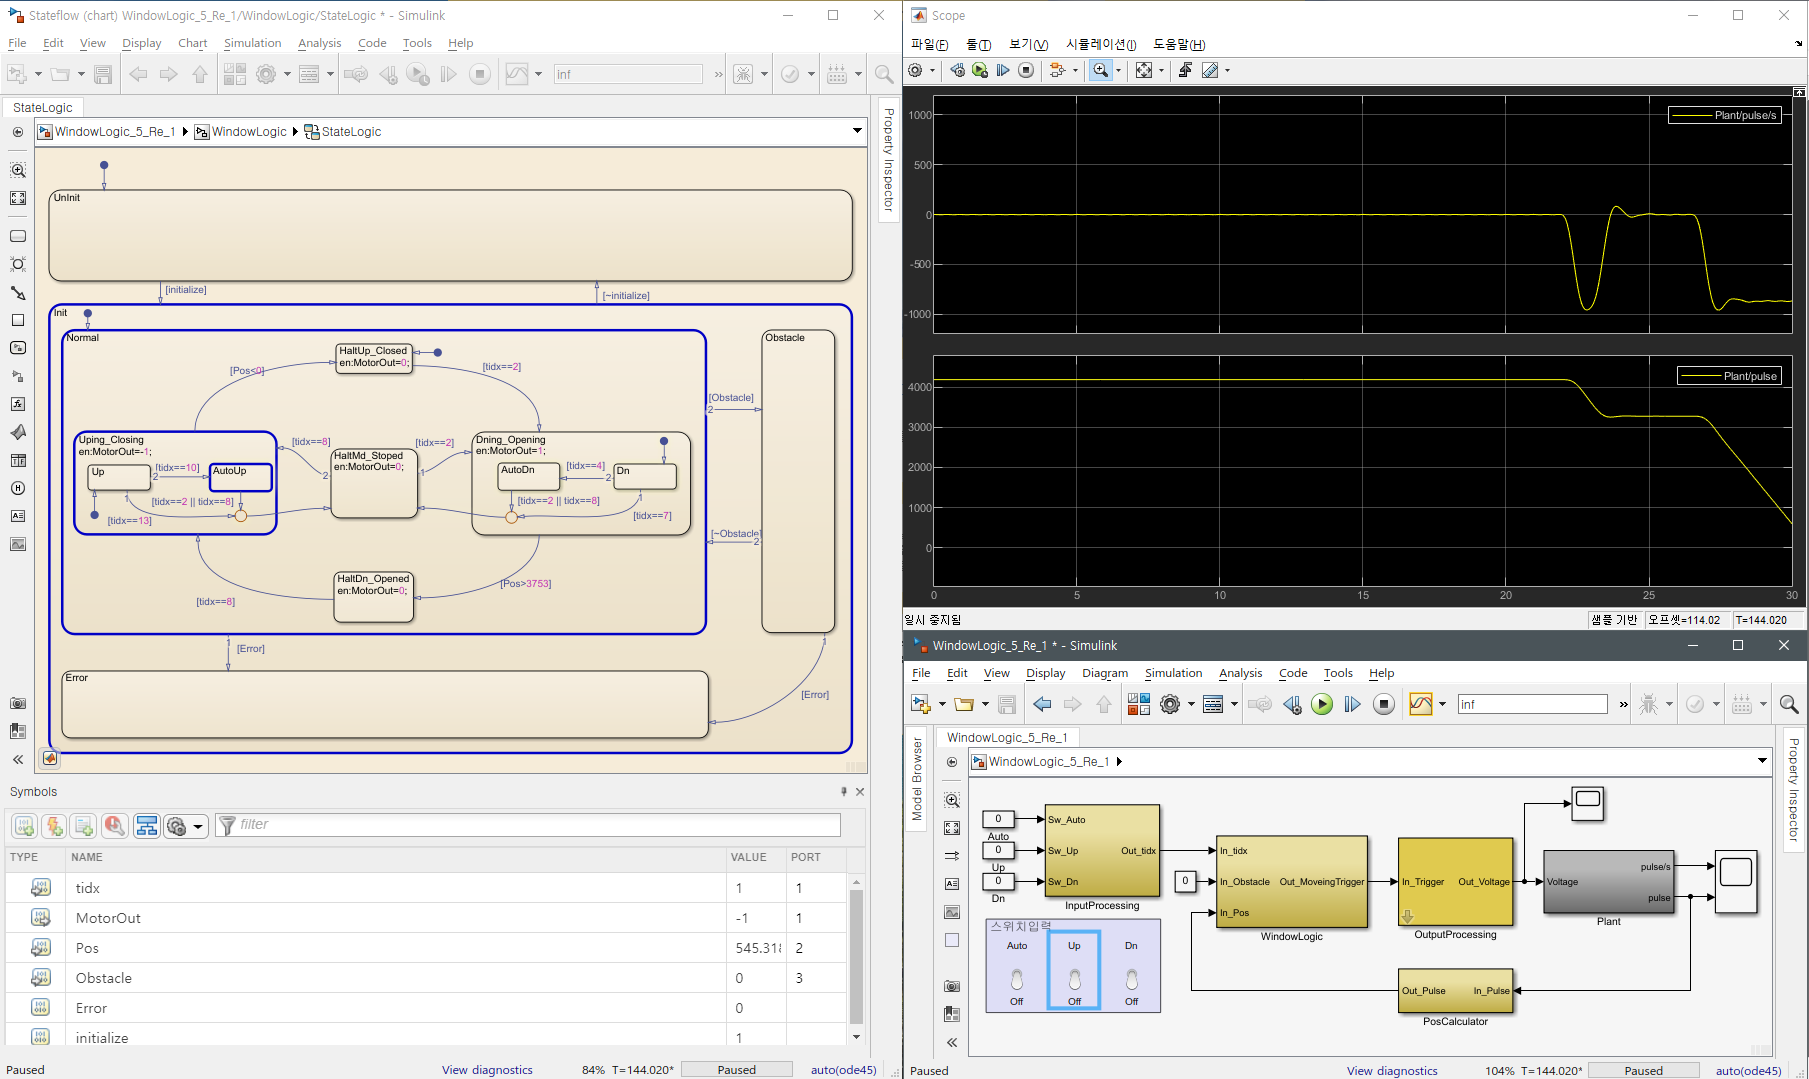 Stateflow (chart) WindowLogic_5_Re_1/WindowLogic/StateLogic * - Simulink
File Edit View Display Chart Simulation Analysis Code Tools Help
inf
»
StateLogic
WindowLogic_5_Re_1 WindowLogic StateLogic
Property Inspector
UnInit
[initialize]
[~initialize]
Init
Normal
HaltUp_Closed
en:MotorOut=0;
[Pos<0]
[tidx==2]
Obstacle
[Obstacle]
2
Uping_Closing
en:MotorOut=-1;
Up
[tidx==10]
2
AutoUp
[tidx==2 || tidx==8]
1
[tidx==13]
[tidx==8]
2
HaltMd_Stoped
en:MotorOut=0;
[tidx==2]
1
Dning_Opening
en:MotorOut=1;
AutoDn
[tidx==4]
2
Dn
[tidx==2 || tidx==8]
1
[tidx==7]
[~Obstacle]
2
HaltDn_Opened
en:MotorOut=0;
[Pos>3753]
[tidx==8]
1
[Error]
1
Error
[Error]
Symbols
filter
TYPE NAME VALUE PORT
tidx 1 1
MotorOut -1 1
Pos 545.318 2
Obstacle 0 3
Error 0
initialize 1
Paused View diagnostics 84% T=144.020* Paused auto(ode45)
Scope
파일(F) 툴(T) 보기(V) 시뮬레이션(I) 도움말(H)
Plant/pulse/s
1000
500
0
-500
-1000
Plant/pulse
4000
3000
2000
1000
0
0 5 10 15 20 25 30
일시 중지됨 샘플 기반 오프셋=114.02 T=144.020
WindowLogic_5_Re_1 * - Simulink
File Edit View Display Diagram Simulation Analysis Code Tools Help
inf
»
Model Browser
WindowLogic_5_Re_1
WindowLogic_5_Re_1
Property Inspector
0
Auto
0
Up
0
Dn
Sw_Auto
Sw_Up
Sw_Dn
Out_tidx
InputProcessing
0
In_tidx
In_Obstacle
In_Pos
Out_MoveingTrigger
WindowLogic
In_Trigger
Out_Voltage
OutputProcessing
Voltage
pulse/s
pulse
Plant
Out_Pulse
In_Pulse
PosCalculator
스위치입력
Auto Up Dn
Off Off Off
Paused View diagnostics 104% T=144.020* Paused auto(ode45)